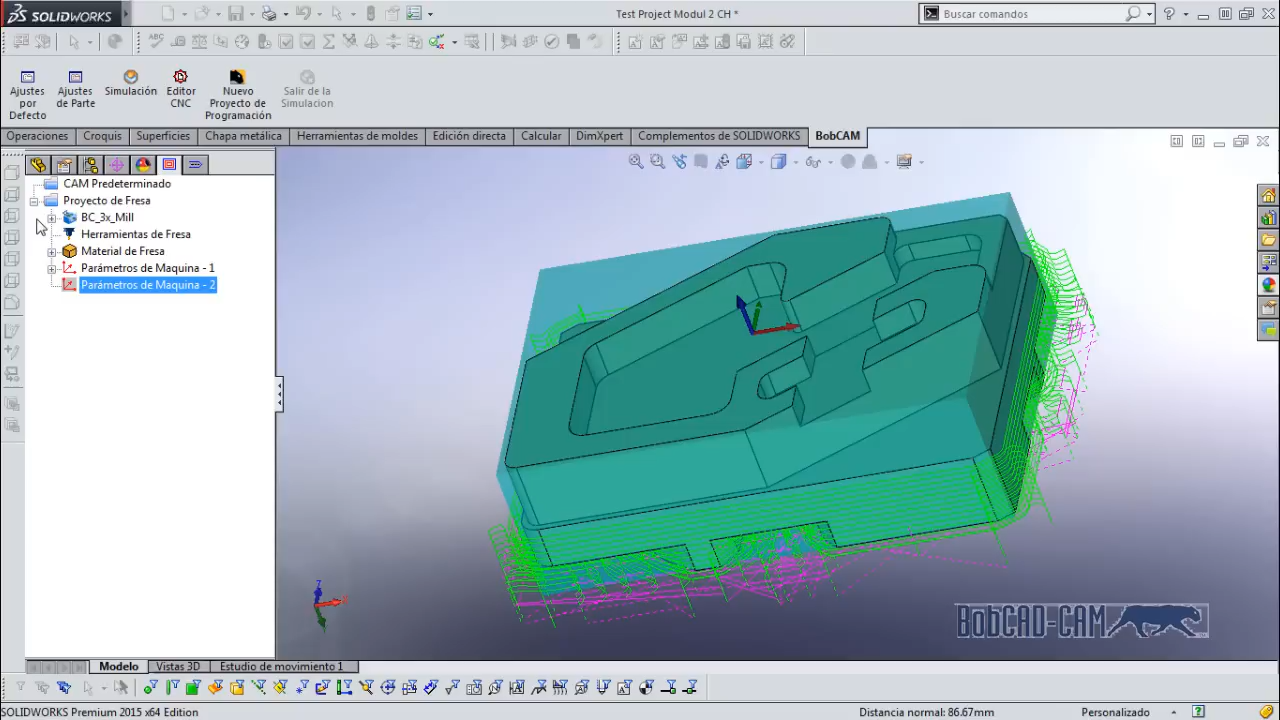 SOLIDWORKS
Test Project Modul 2 CH *
Buscar comandos
Ajustes por Defecto
Ajustes de Parte
Simulación
Editor CNC
Nuevo Proyecto de Programación
Salir de la Simulacion
Operaciones
Croquis
Superficies
Chapa metálica
Herramientas de moldes
Edición directa
Calcular
DimXpert
Complementos de SOLIDWORKS
BobCAM
CAM Predeterminado
Proyecto de Fresa
BC_3x_Mill
Herramientas de Fresa
Material de Fresa
Parámetros de Maquina - 1
Parámetros de Maquina - 2
Z
BobCAD-CAM
Modelo
Vistas 3D
Estudio de movimiento 1
SOLIDWORKS Premium 2015 x64 Edition
Distancia normal: 86.67mm
Personalizado